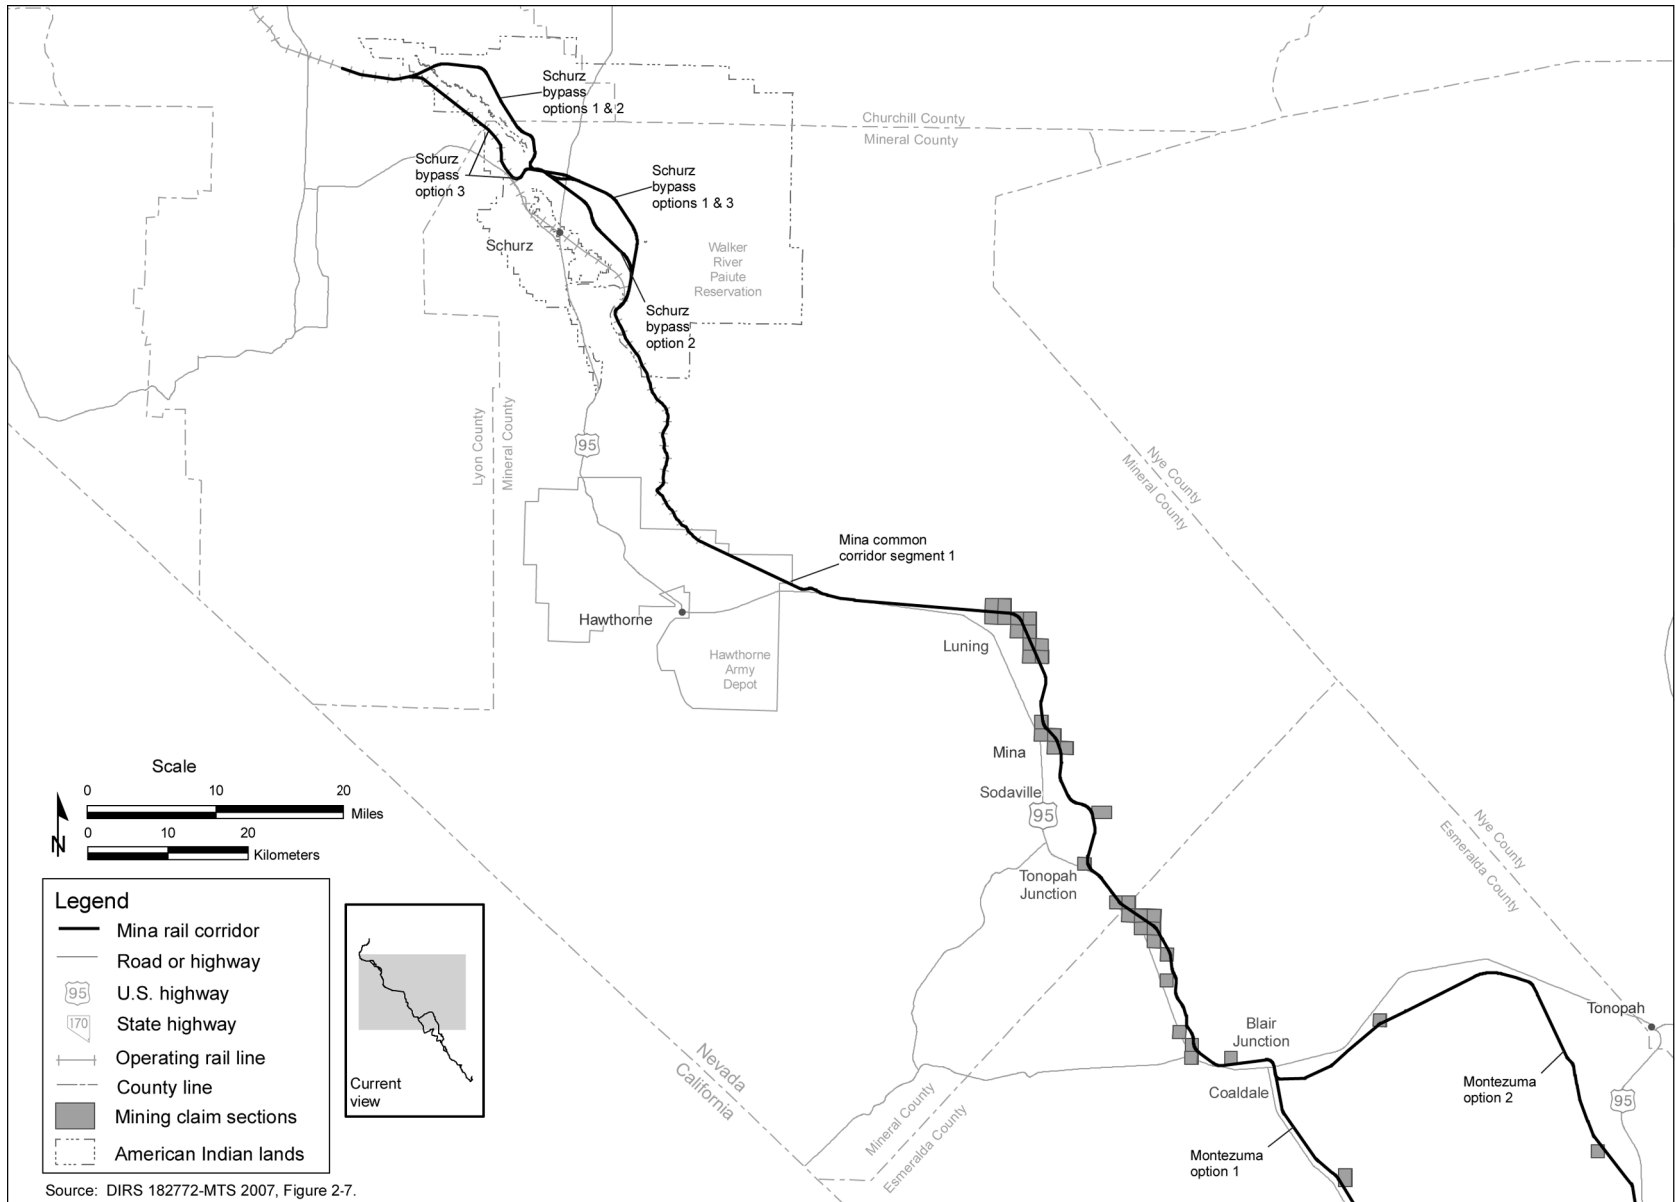 Schurz
bypass
options 1 & 2
Churchill County
Mineral County
Schurz
bypass
option 3
Schurz
bypass
options 1 & 3
Schurz
Walker
River
Paiute
Reservation
Schurz
bypass
option 2
Lyon County
Mineral County
95
Nye County
Mineral County
Mina common
corridor segment 1
Hawthorne
Luning
Hawthorne
Army
Depot
Mina
Sodaville
95
Scale
0 10 20
Miles
0 10 20
Kilometers
N
Tonopah
Junction
Nye County
Esmeralda County
Legend
Mina rail corridor
Road or highway
95
U.S. highway
170
State highway
Operating rail line
County line
Mining claim sections
American Indian lands
Current
view
Nevada
California
Mineral County
Esmeralda County
Blair
Junction
Coaldale
Tonopah
Montezuma
option 2
95
Montezuma
option 1
Source: DIRS 182772-MTS 2007, Figure 2-7.